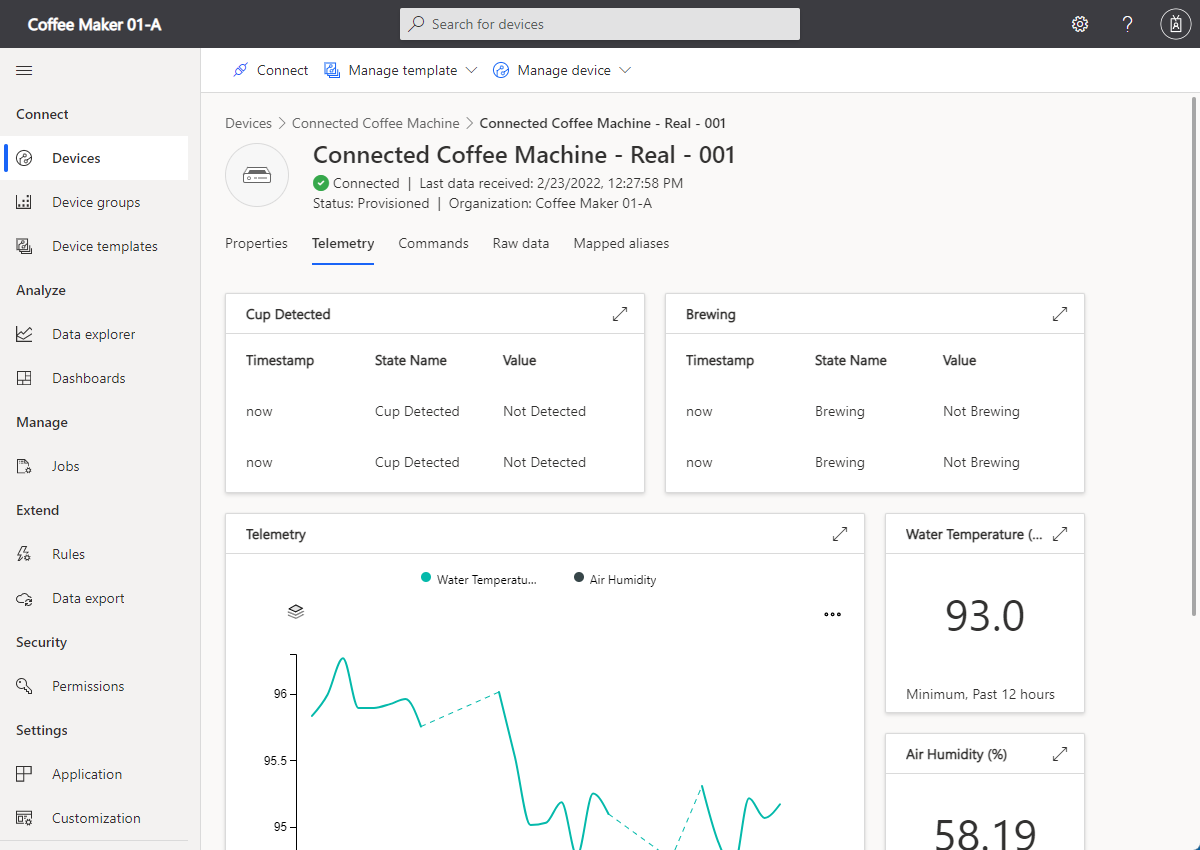 Coffee Maker 01-A
Search for devices
?
Connect
Devices
Device groups
Device templates
Analyze
Data explorer
Dashboards
Manage
Jobs
Extend
Rules
Data export
Security
Permissions
Settings
Application
Customization
Connect Manage template Manage device
Devices > Connected Coffee Machine > Connected Coffee Machine - Real - 001
Connected Coffee Machine - Real - 001
Connected | Last data received: 2/23/2022, 12:27:58 PM
Status: Provisioned | Organization: Coffee Maker 01-A
Properties Telemetry Commands Raw data Mapped aliases
Cup Detected
Timestamp State Name Value
now Cup Detected Not Detected
now Cup Detected Not Detected
Brewing
Timestamp State Name Value
now Brewing Not Brewing
now Brewing Not Brewing
Telemetry
Water Temperatu... Air Humidity
96
95.5
95
Water Temperature (...
93.0
Minimum, Past 12 hours
Air Humidity (%)
58.19